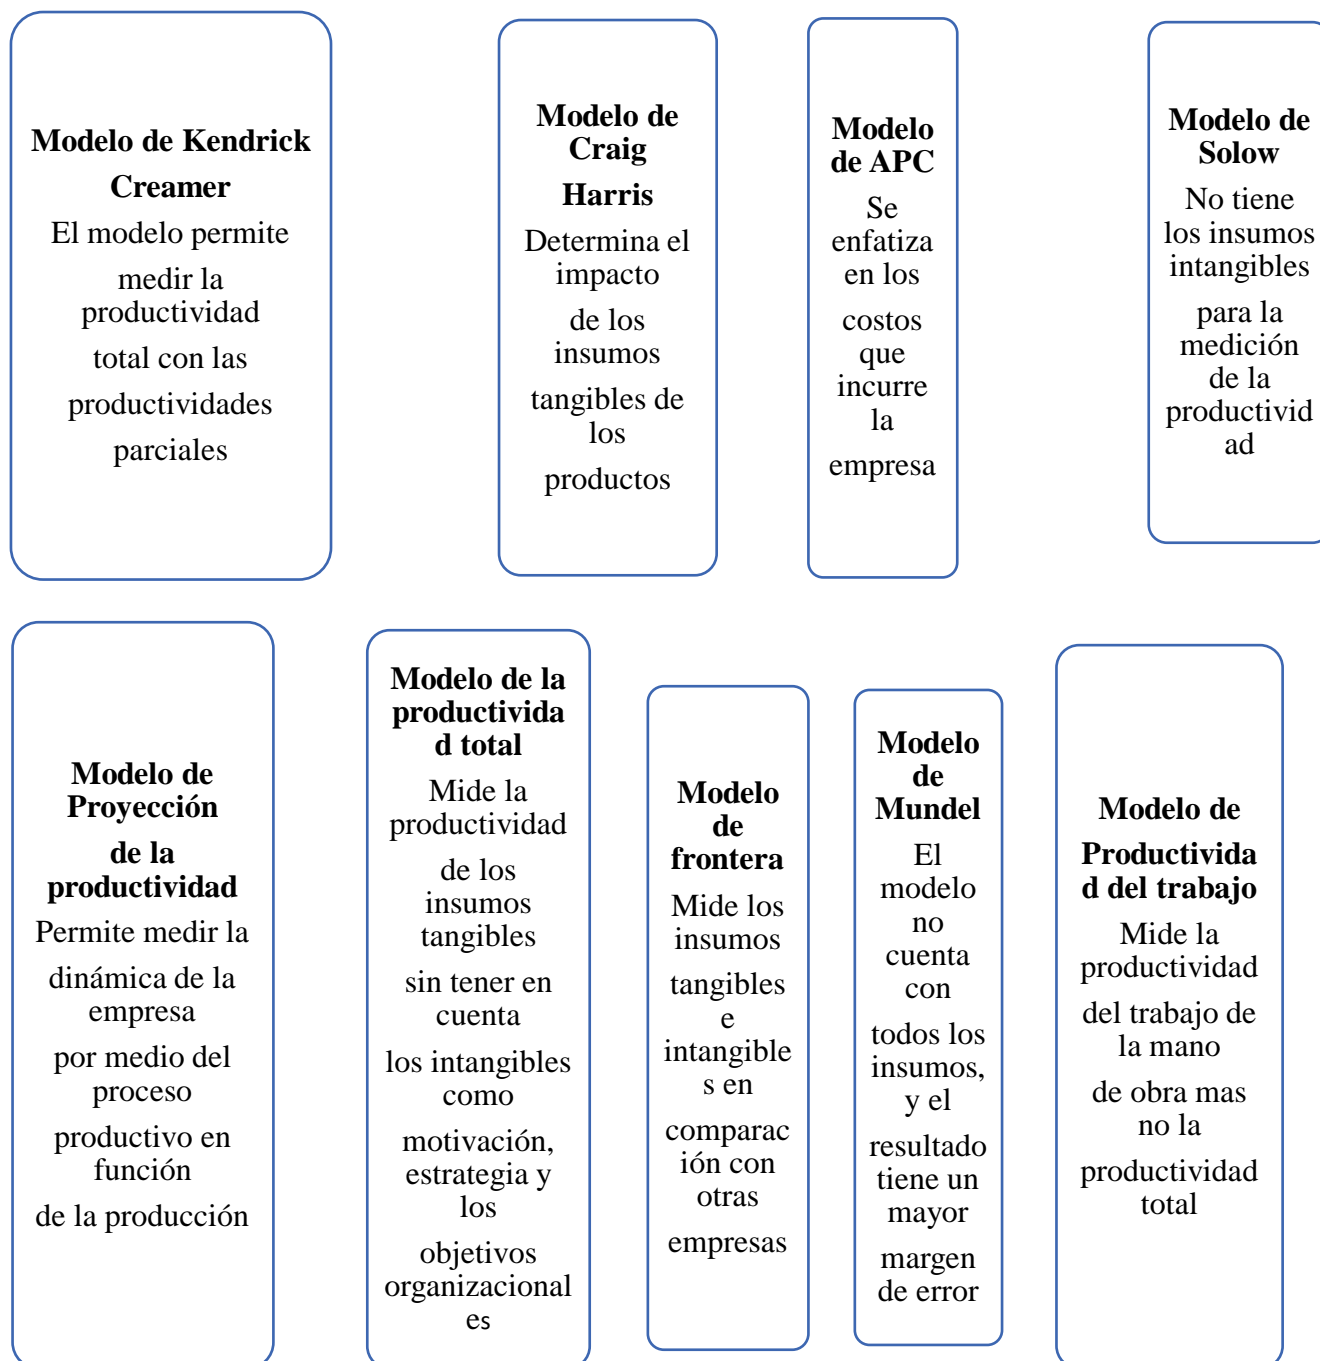 Modelo de Kendrick
Creamer
El modelo permite
medir la
productividad
total con las
productividades
parciales
Modelo de
Craig
Harris
Determina el
impacto
de los
insumos
tangibles de
los
productos
Modelo
de APC
Se
enfatiza
en los
costos
que
incurre
la
empresa
Modelo de
Solow
No tiene
los insumos
intangibles
para la
medición
de la
productivid
ad
Modelo de
Proyección
de la
productividad
Permite medir la
dinámica de la
empresa
por medio del
proceso
productivo en
función
de la producción
Modelo de la
productivida
d total
Mide la
productividad
de los
insumos
tangibles
sin tener en
cuenta
los intangibles
como
motivación,
estrategia y
los
objetivos
organizacional
es
Modelo
de
frontera
Mide los
insumos
tangibles
e
intangible
s en
comparac
ión con
otras
empresas
Modelo
de
Mundel
El
modelo
no
cuenta
con
todos los
insumos,
y el
resultado
tiene un
mayor
margen
de error
Modelo de
Productivida
d del trabajo
Mide la
productividad
del trabajo de
la mano
de obra mas
no la
productividad
total